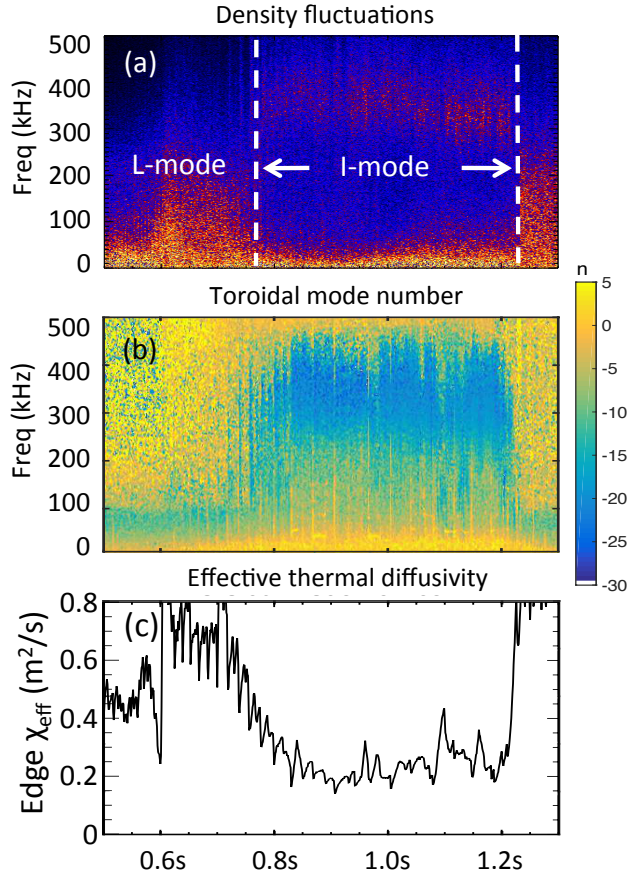 Density fluctuations
(a)
500
400
300
200
100
0
Freq (kHz)
L-mode
I-mode
Toroidal mode number
n
(b)
500
400
300
200
100
0
Freq (kHz)
5
0
-5
-10
-15
-20
-25
-30
Effective thermal diffusivity
(c)
0.8
0.6
0.4
0.2
0
Edge χeff (m²/s)
0.6s
0.8s
1.0s
1.2s